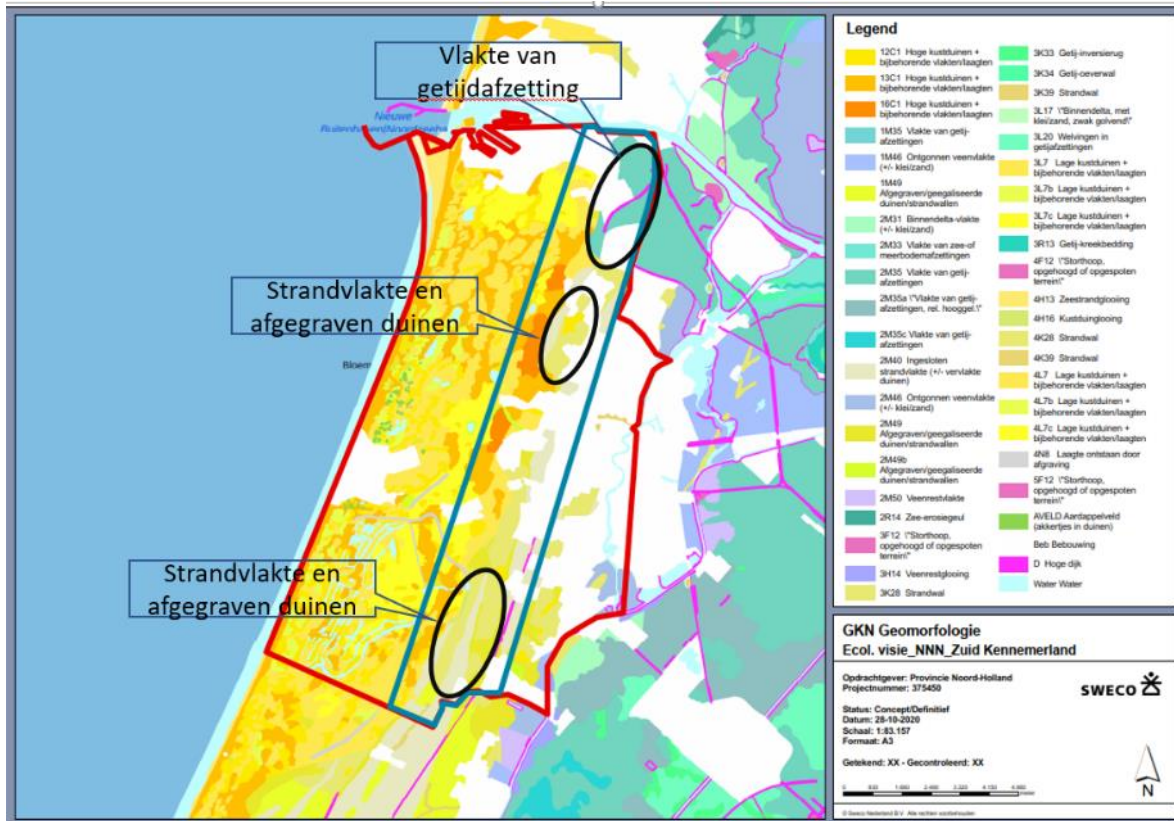 Vlakte van
getijdafzetting
Nieuwe
Strandvlakte en
afgegraven duinen
Bloem
Strandvlakte en
afgegraven duinen
Legend
12C1 Hoge kustduinen +
bijbehorende vlakten/laagten
13C1 Hoge kustduinen +
bijbehorende vlakten/laagten
16C1 Hoge kustduinen +
bijbehorende vlakten/laagten
1M35 Vlakte van getij-
afzettingen
1M46 Ontgonnen veenvlakte
(+/- klei/zand)
1M49
Afgegraven/geegaliseerde
duinen/strandwallen
2M31 Binnendelta-vlakte
(+/- klei/zand)
2M33 Vlakte van zee-of
meerbodemafzettingen
2M35 Vlakte van getij-
afzettingen
2M35a \"Vlakte van getij-
afzettingen, rel. hooggel.\"
2M35c Vlakte van getij-
afzettingen
2M40 Ingesloten
strandvlakte (+/- vervlakte
duinen)
2M46 Ontgonnen veenvlakte
(+/- klei/zand)
2M49
Afgegraven/geegaliseerde
duinen/strandwallen
2M49b
Afgegraven/geegaliseerde
duinen/strandwallen
2M50 Veenrestvlakte
2R14 Zee-erosiegeul
3F12 \"Storthoop,
opgehoogd of opgespoten
terrein\"
3H14 Veenrestglooing
3K28 Strandwal
3K33 Getij-inversierug
3K34 Getij-oeverwal
3K39 Strandwal
3L17 \"Binnendelta, met
klei/zand, zwak golvend\"
3L20 Welvingen in
getijafzettingen
3L7 Lage kustduinen +
bijbehorende vlakten/laagten
3L7b Lage kustduinen +
bijbehorende vlakten/laagten
3L7c Lage kustduinen +
bijbehorende vlakten/laagten
3R13 Getij-kreekbedding
4F12 \"Storthoop,
opgehoogd of opgespoten
terrein\"
4H13 Zeestrandglooing
4H16 Kustduinglooing
4K28 Strandwal
4K39 Strandwal
4L7 Lage kustduinen +
bijbehorende vlakten/laagten
4L7b Lage kustduinen +
bijbehorende vlakten/laagten
4L7c Lage kustduinen +
bijbehorende vlakten/laagten
4N8 Laagte ontstaan door
afgraving
5F12 \"Storthoop,
opgehoogd of opgespoten
terrein\"
AVELD Aardappelveld
(akkertjes in duinen)
Beb Bebouwing
D Hoge dijk
Water Water
GKN Geomorfologie
Ecol. visie_NNN_Zuid Kennemerland
Opdrachtgever: Provincie Noord-Holland
Projectnummer: 375450
SWECO
Status: Concept/Definitief
Datum: 28-10-2020
Schaal: 1:83.157
Formaat: A3
Getekend: XX - Gecontroleerd: XX
N
© Sweco Nederland B.V. Alle rechten voorbehouden